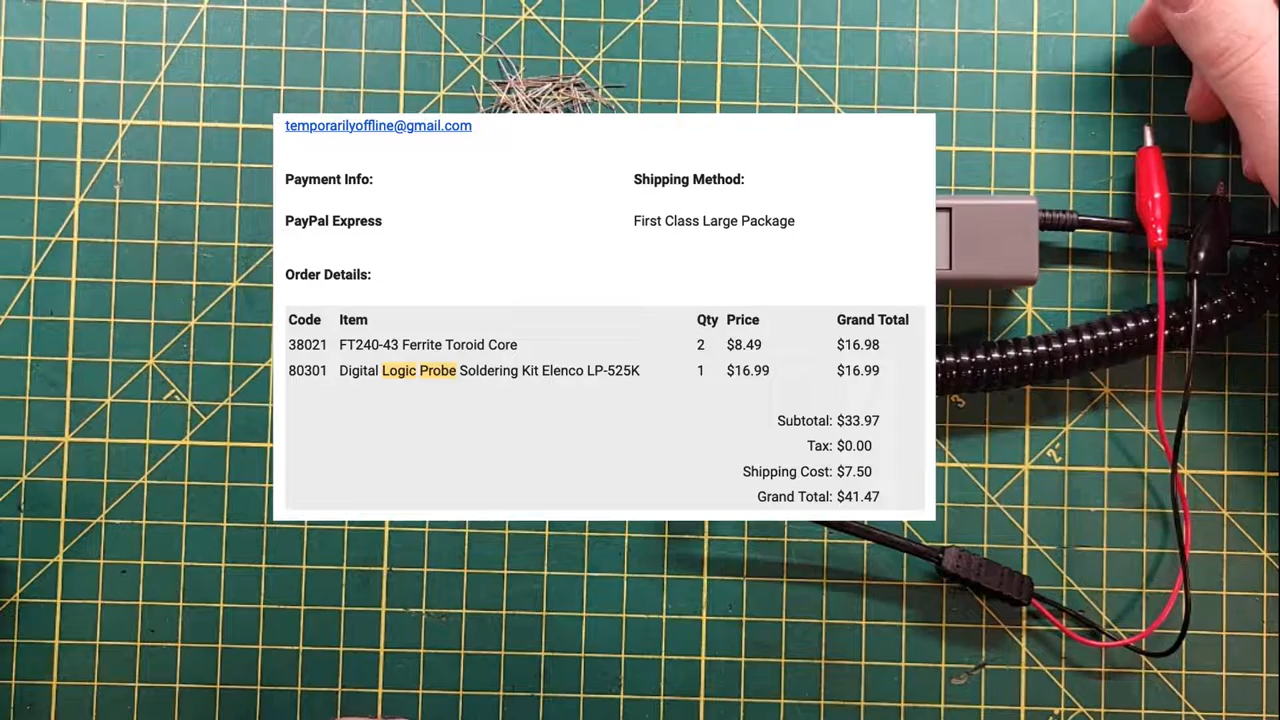 temporarilyoffline@gmail.com
Payment Info: Shipping Method:
PayPal Express First Class Large Package
Order Details:
Code Item Qty Price Grand Total
38021 FT240-43 Ferrite Toroid Core 2 $8.49 $16.98
80301 Digital Logic Probe Soldering Kit Elenco LP-525K 1 $16.99 $16.99
Subtotal: $33.97
Tax: $0.00
Shipping Cost: $7.50
Grand Total: $41.47
3
2"
1"